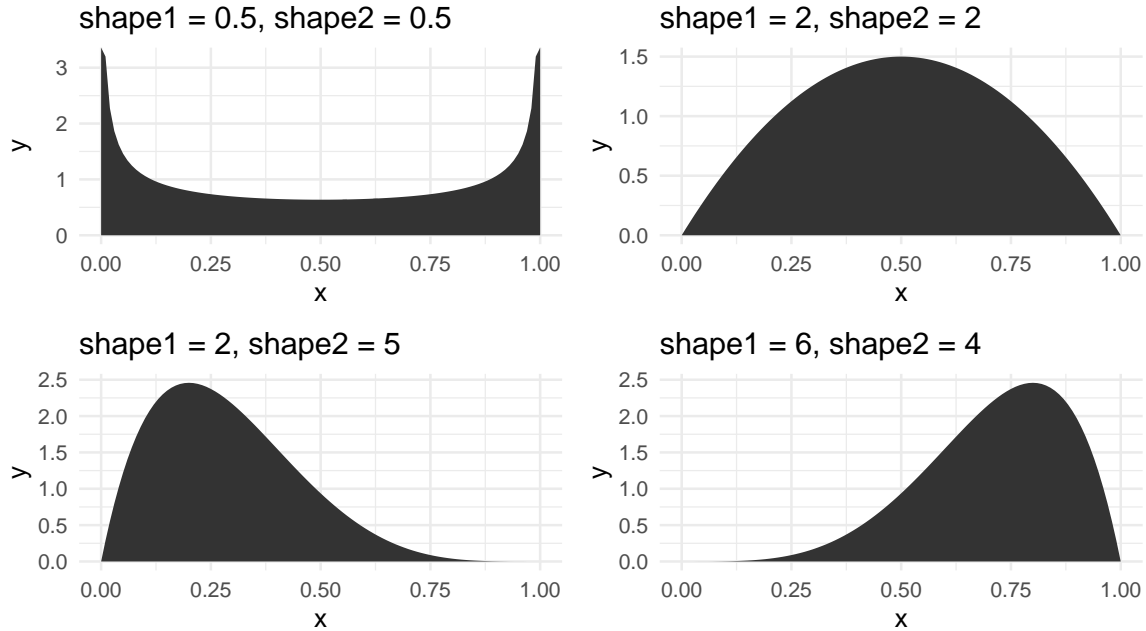 shape1 = 0.5, shape2 = 0.5
y
3
2
1
0
0.00 0.25 0.50 0.75 1.00
x
shape1 = 2, shape2 = 2
y
1.5
1.0
0.5
0.0
0.00 0.25 0.50 0.75 1.00
x
shape1 = 2, shape2 = 5
y
2.5
2.0
1.5
1.0
0.5
0.0
0.00 0.25 0.50 0.75 1.00
x
shape1 = 6, shape2 = 4
y
2.5
2.0
1.5
1.0
0.5
0.0
0.00 0.25 0.50 0.75 1.00
x